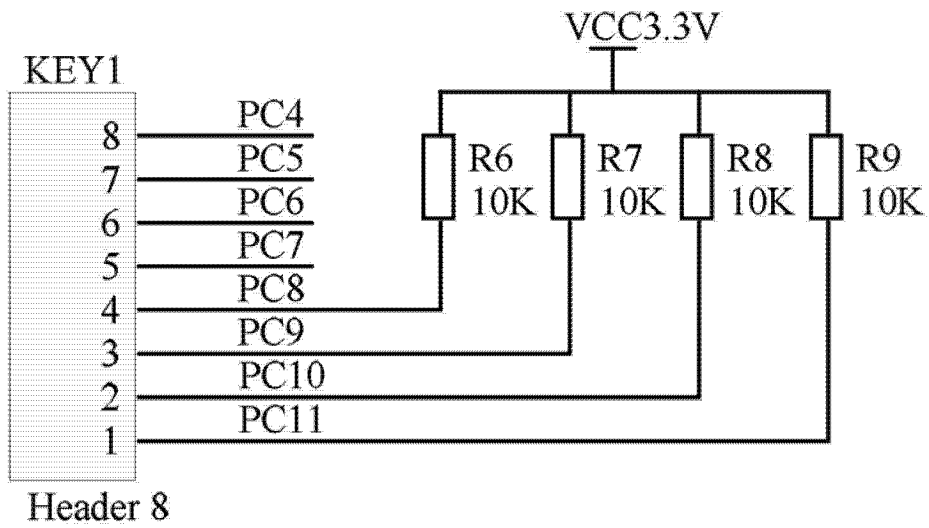 VCC3.3V
KEY1
8 PC4
7 PC5
6 PC6
5 PC7
4 PC8
3 PC9
2 PC10
1 PC11
R6 R7 R8 R9
10K 10K 10K 10K
Header 8